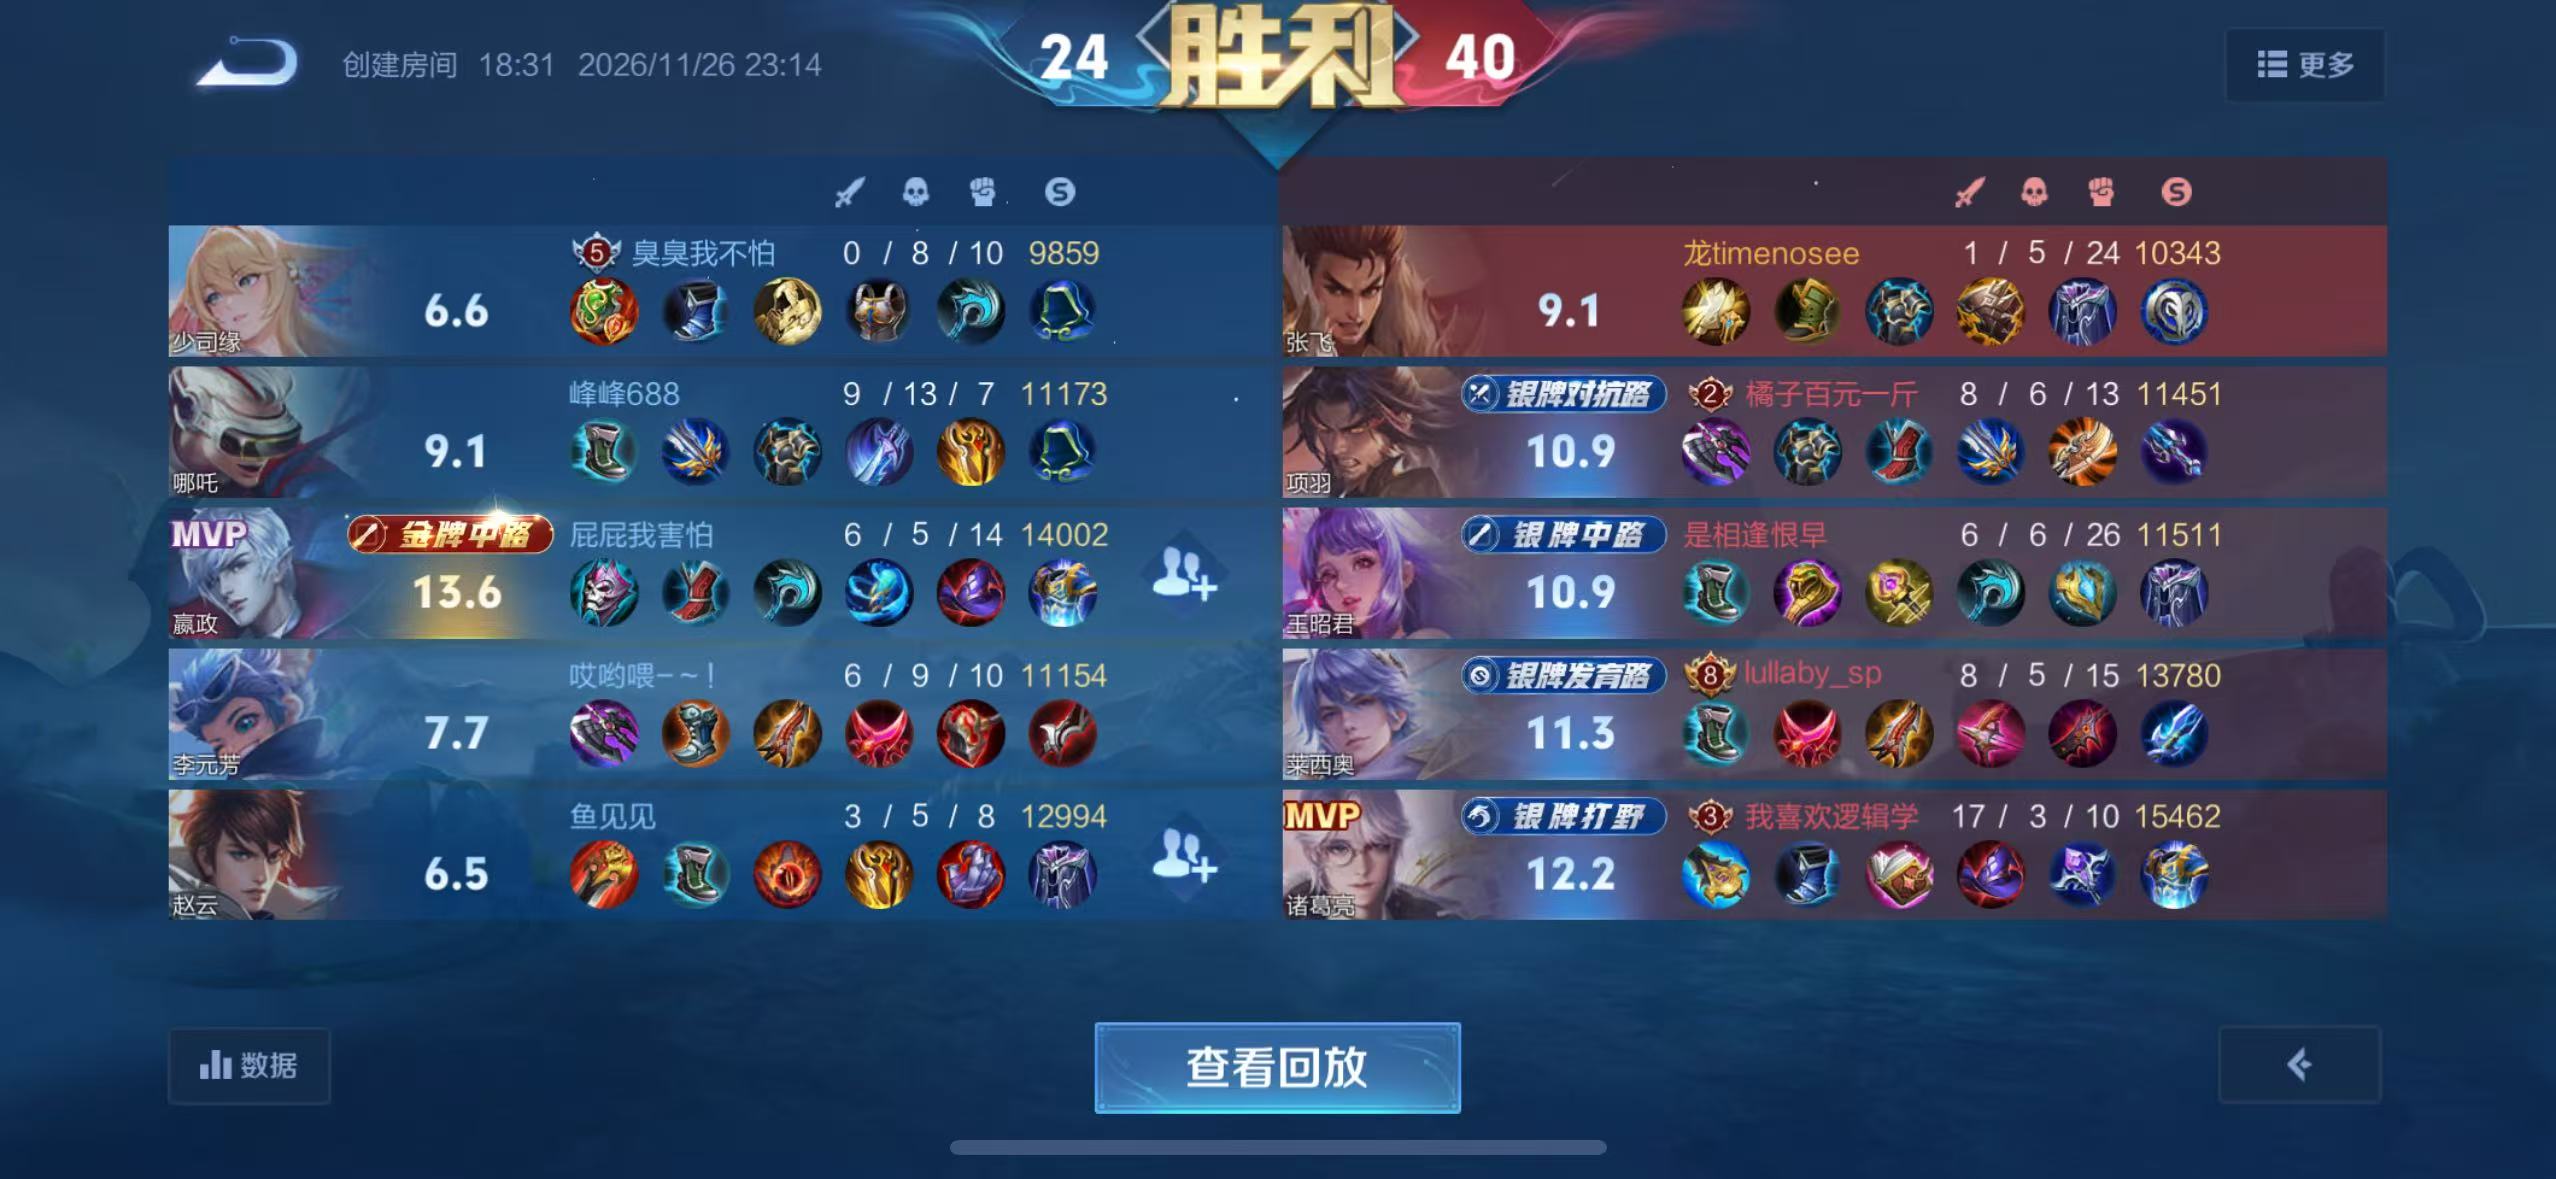 创建房间 18:31 2026/11/26 23:14
24 胜利 40
更多
S
S
5 臭臭我不怕 0 / 8 / 10 9859
6.6
少司缘
峰峰688 9 / 13 / 7 11173
9.1
哪吒
MVP 金牌中路 屁屁我害怕 6 / 5 / 14 14002
13.6
嬴政
哎哟喂－~！ 6 / 9 / 10 11154
7.7
李元芳
鱼见见 3 / 5 / 8 12994
6.5
赵云
龙timenosee 1 / 5 / 24 10343
9.1
张飞
银牌对抗路 2 橘子百元一斤 8 / 6 / 13 11451
10.9
项羽
银牌中路 是相逢恨早 6 / 6 / 26 11511
10.9
王昭君
银牌发育路 8 lullaby_sp 8 / 5 / 15 13780
11.3
莱西奥
MVP 银牌打野 3 我喜欢逻辑学 17 / 3 / 10 15462
12.2
诸葛亮
数据
查看回放